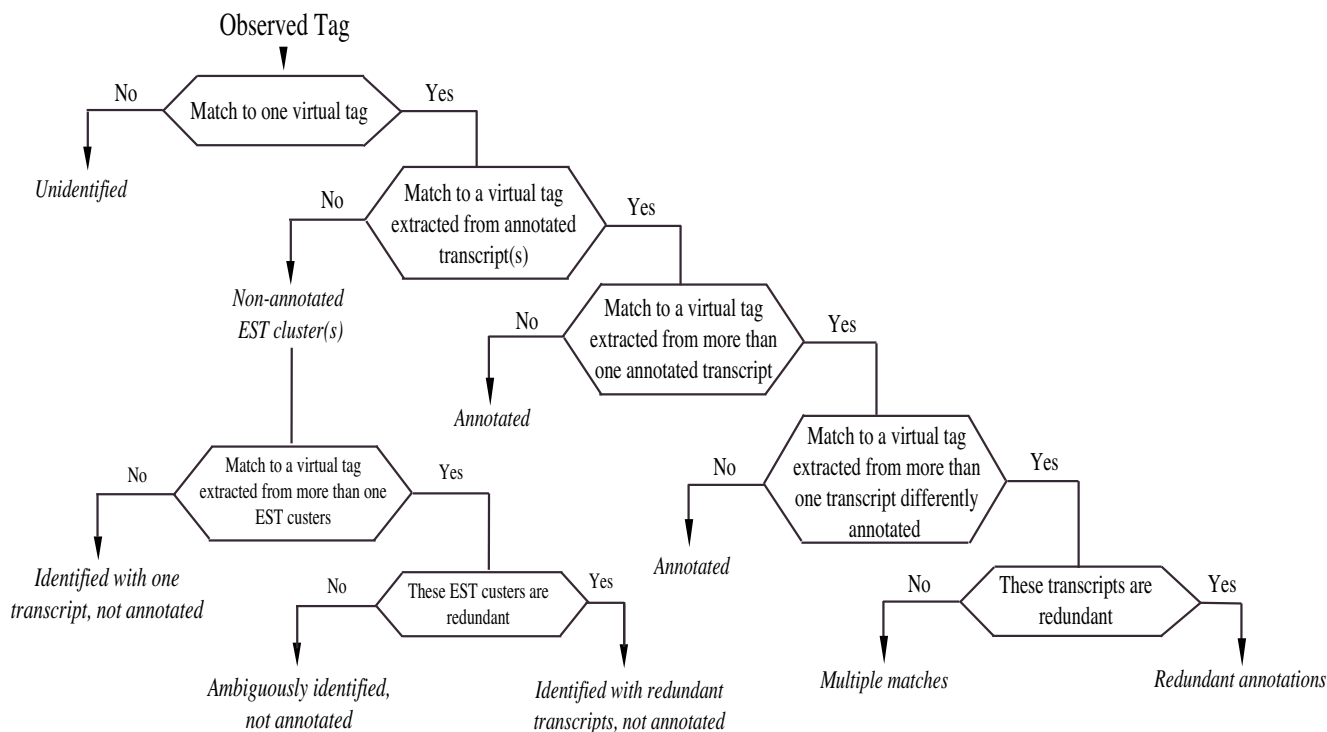 Observed Tag
No
Yes
Match to one virtual tag
Unidentified
No
Yes
Match to a virtual tag
extracted from annotated
transcript(s)
Non-annotated
EST cluster(s)
No
Yes
Match to a virtual tag
extracted from more than
one annotated transcript
Annotated
No
Yes
Match to a virtual tag
extracted from more than
one transcript differently
annotated
Annotated
No
Yes
Match to a virtual tag
extracted from more than one
EST custers
Identified with one
transcript, not annotated
No
Yes
These EST custers are
redundant
Ambiguously identified,
not annotated
Identified with redundant
transcripts, not annotated
No
Yes
These transcripts are
redundant
Multiple matches
Redundant annotations